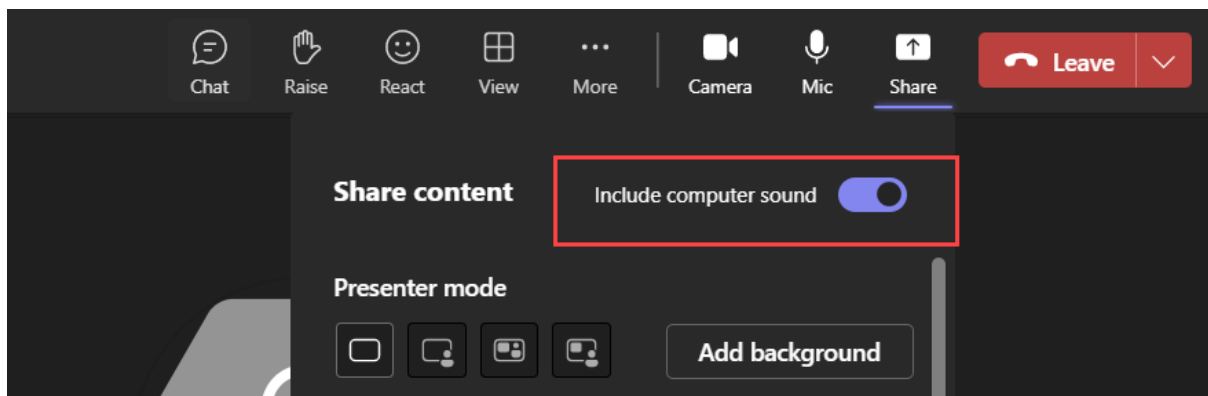 Chat Raise React View More Camera Mic Share Leave
Share content Include computer sound
Presenter mode
Add background